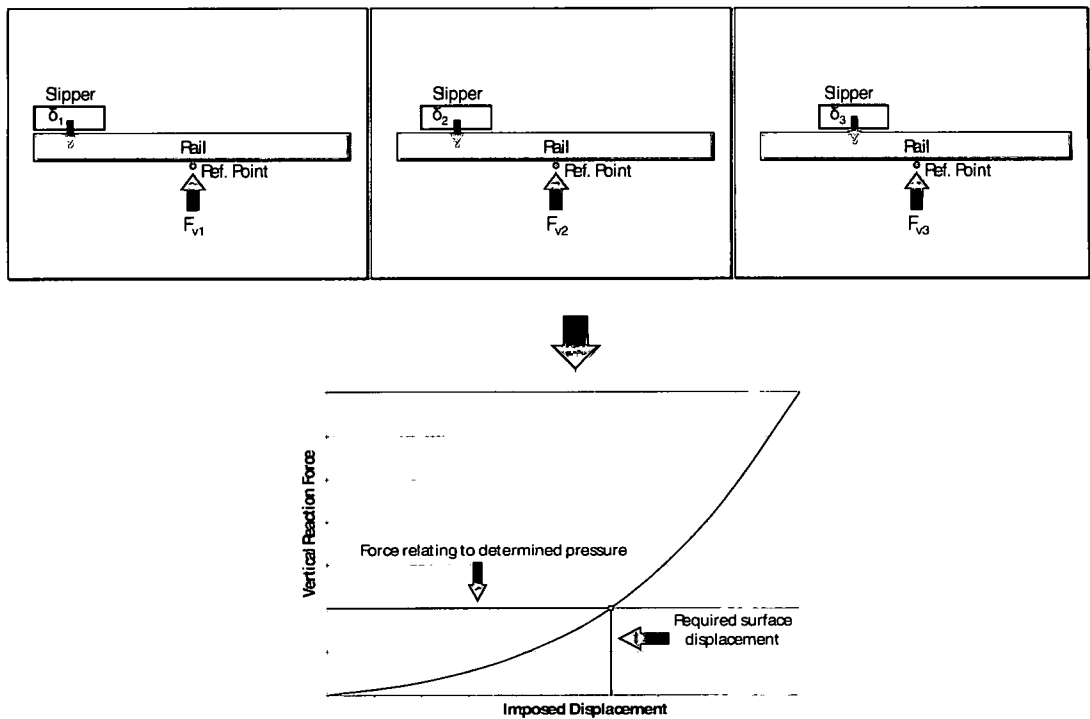 Slipper
δ1
Rail
Ref. Point
Fv1
Slipper
δ2
Rail
Ref. Point
Fv2
Slipper
δ3
Rail
Ref. Point
Fv3
Vertical Reaction Force
Force relating to determined pressure
Required surface
displacement
Imposed Displacement